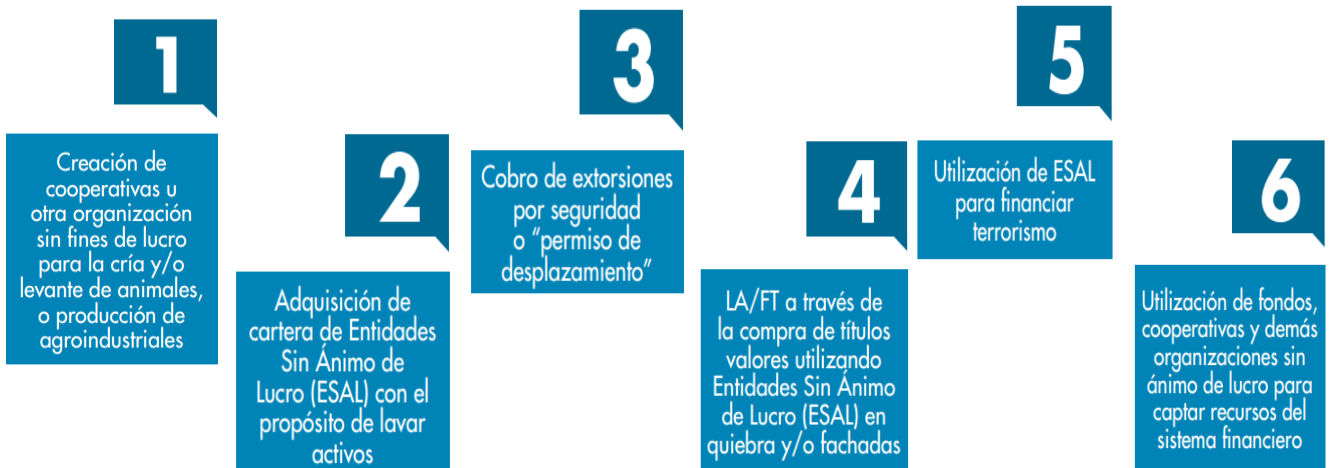 1
Creación de
cooperativas u
otra organización
sin fines de lucro
para la cría y/o
levante de animales,
o producción de
agroindustriales
2
Adquisición de
cartera de Entidades
Sin Ánimo de
Lucro (ESAL) con el
propósito de lavar
activos
3
Cobro de extorsiones
por seguridad
o “permiso de
desplazamiento”
4
LA/FT a través de
la compra de títulos
valores utilizando
Entidades Sin Ánimo
de Lucro (ESAL) en
quiebra y/o fachadas
5
Utilización de ESAL
para financiar
terrorismo
6
Utilización de fondos,
cooperativas y demás
organizaciones sin
ánimo de lucro para
captar recursos del
sistema financiero